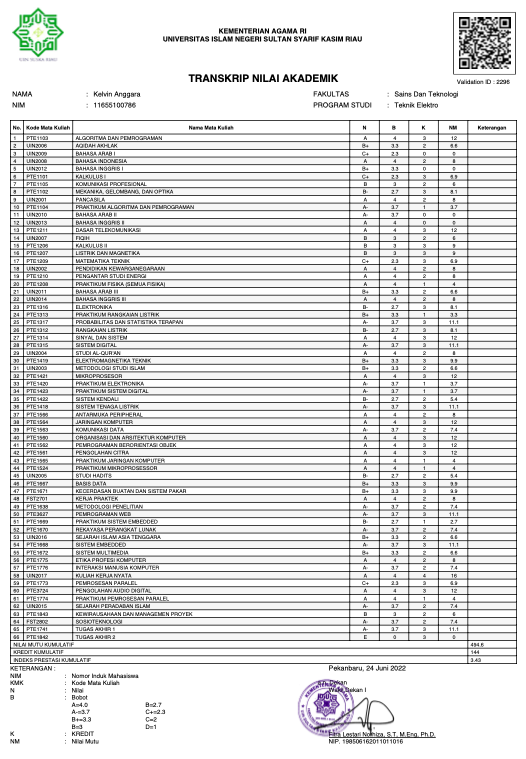 KEMENTERIAN AGAMA RI
UNIVERSITAS ISLAM NEGERI SULTAN SYARIF KASIM RIAU
UIN SUSKA RIAU
TRANSKRIP NILAI AKADEMIK
Validation ID : 2296
NAMA : Kelvin Anggara FAKULTAS : Sains Dan Teknologi
NIM : 11655100786 PROGRAM STUDI : Teknik Elektro
No. Kode Mata Kuliah Nama Mata Kuliah N B K NM Keterangan
1 PTE1103 ALGORITMA DAN PEMROGRAMAN A 4 3 12
2 UIN2006 AQIDAH AKHLAK B+ 3.3 2 6.6
3 UIN2009 BAHASA ARAB I C+ 2.3 0 0
4 UIN2008 BAHASA INDONESIA A 4 2 8
5 UIN2012 BAHASA INGGRIS I B+ 3.3 0 0
6 PTE1101 KALKULUS I C+ 2.3 3 6.9
7 PTE1105 KOMUNIKASI PROFESIONAL B 3 2 6
8 PTE1102 MEKANIKA, GELOMBANG, DAN OPTIKA B- 2.7 3 8.1
9 UIN2001 PANCASILA A 4 2 8
10 PTE1104 PRAKTIKUM ALGORITMA DAN PEMROGRAMAN A- 3.7 1 3.7
11 UIN2010 BAHASA ARAB II A- 3.7 0 0
12 UIN2013 BAHASA INGGRIS II A 4 0 0
13 PTE1211 DASAR TELEKOMUNIKASI A 4 3 12
14 UIN2007 FIQIH B 3 2 6
15 PTE1206 KALKULUS II B 3 3 9
16 PTE1207 LISTRIK DAN MAGNETIKA B 3 3 9
17 PTE1209 MATEMATIKA TEKNIK C+ 2.3 3 6.9
18 UIN2002 PENDIDIKAN KEWARGANEGARAAN A 4 2 8
19 PTE1210 PENGANTAR STUDI ENERGI A 4 2 8
20 PTE1208 PRAKTIKUM FISIKA (SEMUA FISIKA) A 4 1 4
21 UIN2011 BAHASA ARAB III B+ 3.3 2 6.6
22 UIN2014 BAHASA INGGRIS III A 4 2 8
23 PTE1316 ELEKTRONIKA B- 2.7 3 8.1
24 PTE1313 PRAKTIKUM RANGKAIAN LISTRIK B+ 3.3 1 3.3
25 PTE1317 PROBABILITAS DAN STATISTIKA TERAPAN A- 3.7 3 11.1
26 PTE1312 RANGKAIAN LISTRIK B- 2.7 3 8.1
27 PTE1314 SINYAL DAN SISTEM A 4 3 12
28 PTE1315 SISTEM DIGITAL A- 3.7 3 11.1
29 UIN2004 STUDI AL-QUR'AN A 4 2 8
30 PTE1419 ELEKTROMAGNETIKA TEKNIK B+ 3.3 3 9.9
31 UIN2003 METODOLOGI STUDI ISLAM B+ 3.3 2 6.6
32 PTE1421 MIKROPROSESOR A 4 3 12
33 PTE1420 PRAKTIKUM ELEKTRONIKA A- 3.7 1 3.7
34 PTE1423 PRAKTIKUM SISTEM DIGITAL A- 3.7 1 3.7
35 PTE1422 SISTEM KENDALI B- 2.7 2 5.4
36 PTE1418 SISTEM TENAGA LISTRIK A- 3.7 3 11.1
37 PTE1566 ANTARMUKA PERIPHERAL A 4 2 8
38 PTE1564 JARINGAN KOMPUTER A 4 3 12
39 PTE1563 KOMUNIKASI DATA A- 3.7 2 7.4
40 PTE1560 ORGANISASI DAN ARSITEKTUR KOMPUTER A 4 3 12
41 PTE1562 PEMROGRAMAN BERORIENTASI OBJEK A 4 3 12
42 PTE1561 PENGOLAHAN CITRA A 4 3 12
43 PTE1565 PRAKTIKUM JARINGAN KOMPUTER A 4 1 4
44 PTE1524 PRAKTIKUM MIKROPROSESSOR A 4 1 4
45 UIN2005 STUDI HADITS B- 2.7 2 5.4
46 PTE1667 BASIS DATA B+ 3.3 3 9.9
47 PTE1671 KECERDASAN BUATAN DAN SISTEM PAKAR B+ 3.3 3 9.9
48 FST2701 KERJA PRAKTEK A 4 2 8
49 PTE1638 METODOLOGI PENELITIAN A- 3.7 2 7.4
50 PTE3627 PEMROGRAMAN WEB A- 3.7 3 11.1
51 PTE1669 PRAKTIKUM SISTEM EMBEDDED B- 2.7 1 2.7
52 PTE1670 REKAYASA PERANGKAT LUNAK A- 3.7 2 7.4
53 UIN2016 SEJARAH ISLAM ASIA TENGGARA B+ 3.3 2 6.6
54 PTE1668 SISTEM EMBEDDED A- 3.7 3 11.1
55 PTE1672 SISTEM MULTIMEDIA B+ 3.3 2 6.6
56 PTE1775 ETIKA PROFESI KOMPUTER A 4 2 8
57 PTE1776 INTERAKSI MANUSIA KOMPUTER A- 3.7 2 7.4
58 UIN2017 KULIAH KERJA NYATA A 4 4 16
59 PTE1773 PEMROSESAN PARALEL C+ 2.3 3 6.9
60 PTE3724 PENGOLAHAN AUDIO DIGITAL A 4 3 12
61 PTE1774 PRAKTIKUM PEMROSESAN PARALEL A 4 1 4
62 UIN2015 SEJARAH PERADABAN ISLAM A- 3.7 2 7.4
63 PTE1843 KEWIRAUSAHAAN DAN MANAGEMEN PROYEK B 3 2 6
64 FST2802 SOSIOTEKNOLOGI A- 3.7 2 7.4
65 PTE1741 TUGAS AKHIR 1 A- 3.7 3 11.1
66 PTE1842 TUGAS AKHIR 2 E 0 3 0
NILAI MUTU KUMULATIF 494.6
KREDIT KUMULATIF 144
INDEKS PRESTASI KUMULATIF 3.43
KETERANGAN : Pekanbaru, 24 Juni 2022
NIM : Nomor Induk Mahasiswa
KMK : Kode Mata Kuliah
N : Nilai
B : Bobot
A=4.0 B=2.7
A-=3.7 C+=2.3
B+=3.3 C=2
B=3 D=1
K : KREDIT
NM : Nilai Mutu
Dekan
Wakil Dekan I
Fitra Lestari Norhiza, S.T, M.Eng, Ph.D.
NIP. 198506162011011016